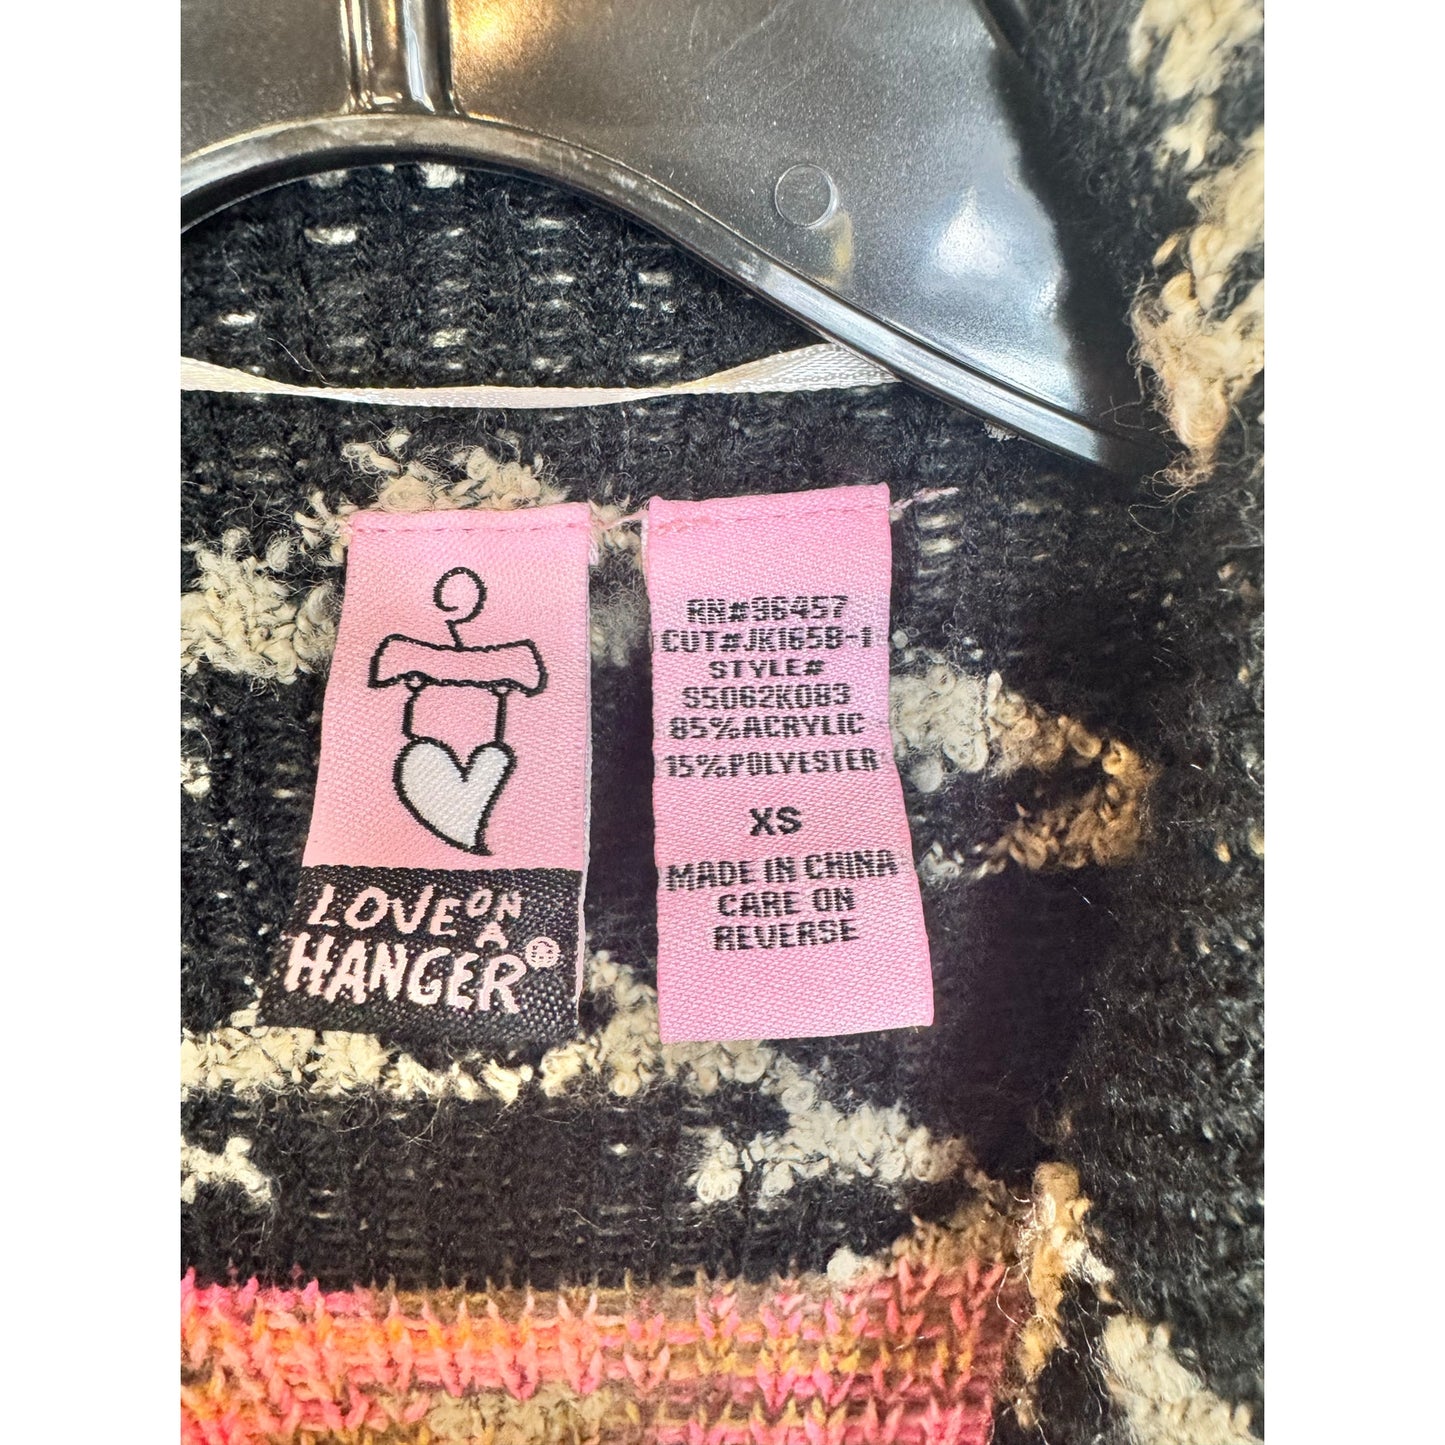 LOVE ON A
HANGER®
RN#96457
CUT#JK1658-1
STYLE#
S5062K083
85%ACRYLIC
15%POLYESTER
XS
MADE IN CHINA
CARE ON
REVERSE